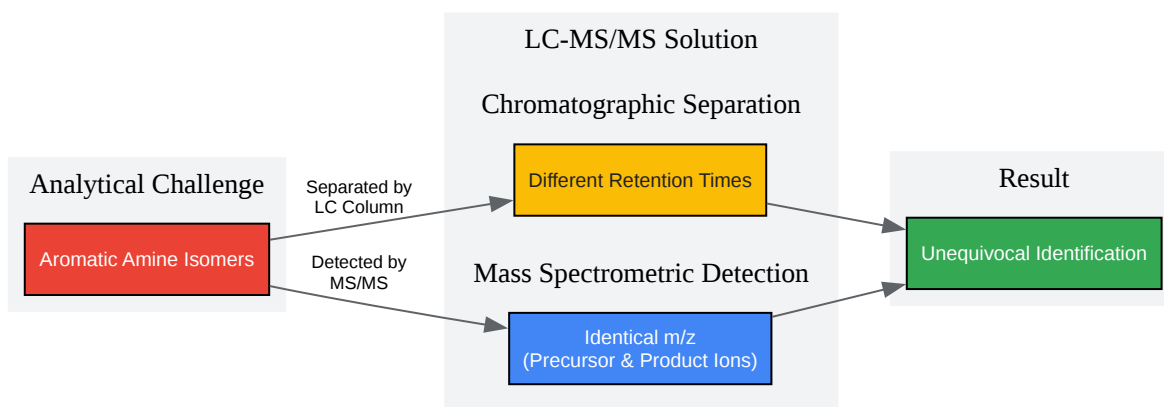 LC-MS/MS Solution
Chromatographic Separation
Analytical Challenge
Separated by
LC Column
Different Retention Times
Result
Aromatic Amine Isomers
Unequivocal Identification
Detected by
MS/MS
Mass Spectrometric Detection
Identical m/z
(Precursor & Product Ions)